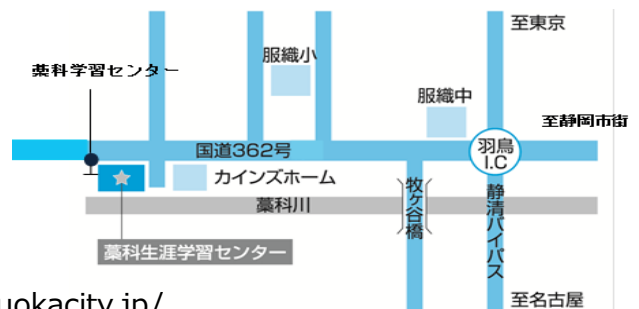 至東京
服織小
藁科学習センター
服織中
至静岡市街
国道362号
羽鳥
I.C
カインズホーム
牧ヶ谷橋
静清バイパス
藁科川
藁科生涯学習センター
uokacity.jp/
至名古屋